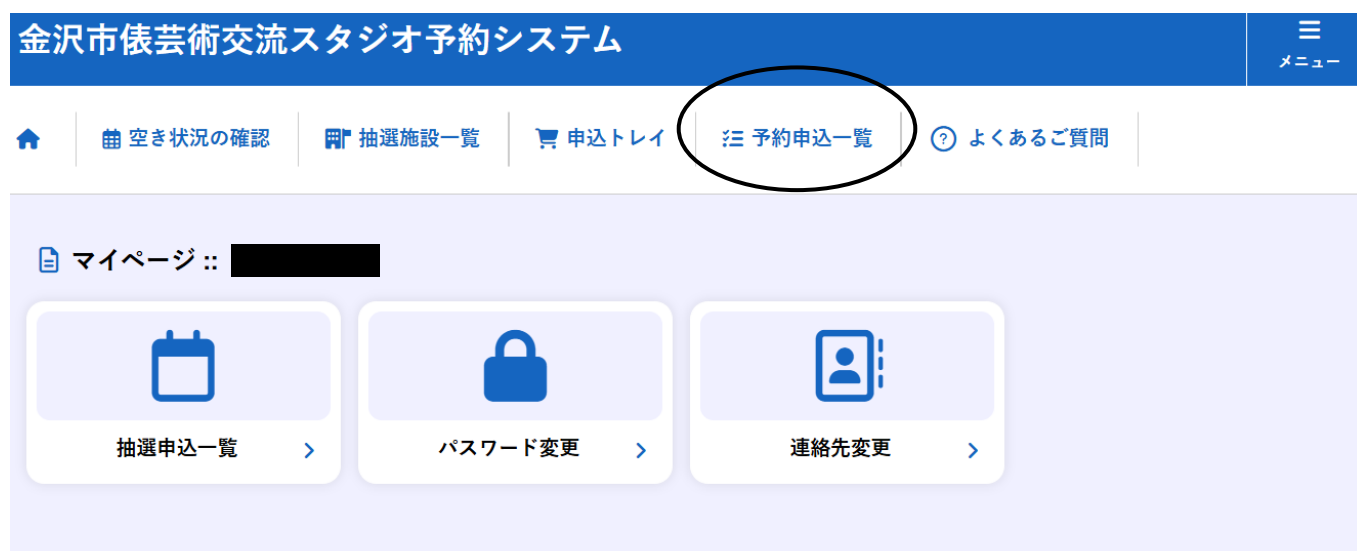 金沢市俵芸術交流スタジオ予約システム
メニュー
空き状況の確認 抽選施設一覧 申込トレイ 予約申込一覧 ? よくあるご質問
マイページ ::
抽選申込一覧 パスワード変更 連絡先変更